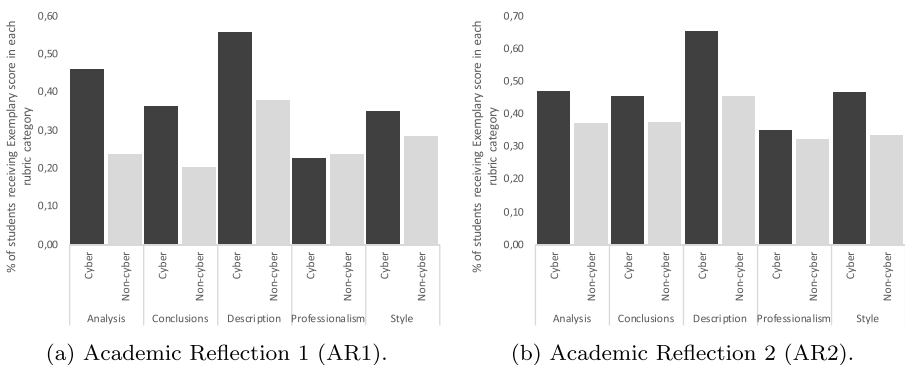 % of students receiving Exemplary score in each
rubric category
0,60
0,50
0,40
0,30
0,20
0,10
0,00
Cyber
Non-cyber
Cyber
Non-cyber
Cyber
Non-cyber
Cyber
Non-cyber
Cyber
Non-cyber
Analysis
Conclusions
Description
Professionalism
Style
(a) Academic Reflection 1 (AR1).
% of students receiving Exemplary score in each
rubric category
0,70
0,60
0,50
0,40
0,30
0,20
0,10
0,00
Cyber
Non-cyber
Cyber
Non-cyber
Cyber
Non-cyber
Cyber
Non-cyber
Cyber
Non-cyber
Analysis
Conclusions
Description
Professionalism
Style
(b) Academic Reflection 2 (AR2).